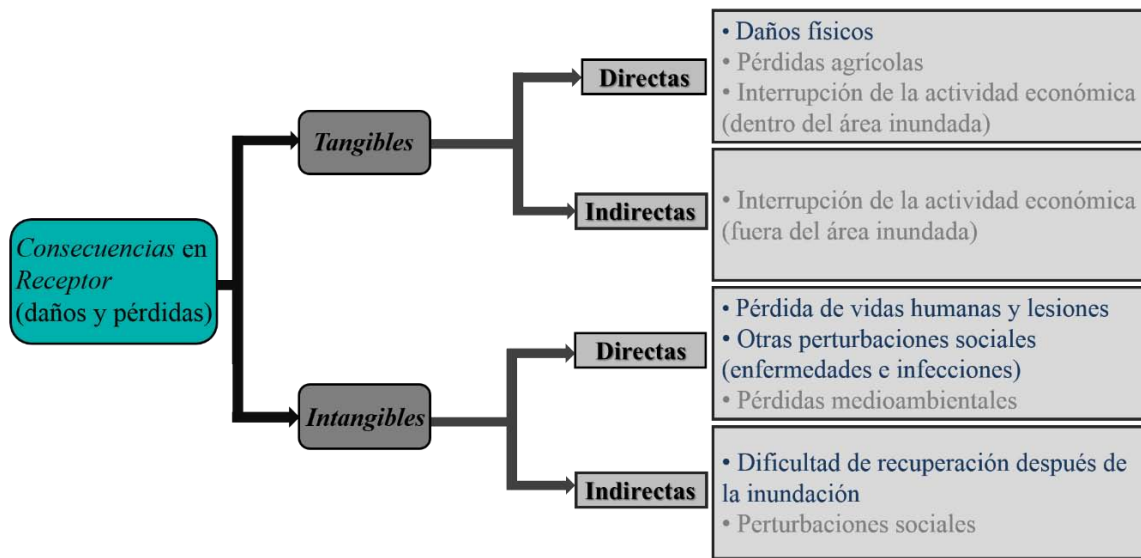 Consecuencias en
Receptor
(daños y pérdidas)
Tangibles
Directas
• Daños físicos
• Pérdidas agrícolas
• Interrupción de la actividad económica
(dentro del área inundada)
Indirectas
• Interrupción de la actividad económica
(fuera del área inundada)
Intangibles
Directas
• Pérdida de vidas humanas y lesiones
• Otras perturbaciones sociales
(enfermedades e infecciones)
• Pérdidas medioambientales
Indirectas
• Dificultad de recuperación después de
la inundación
• Perturbaciones sociales